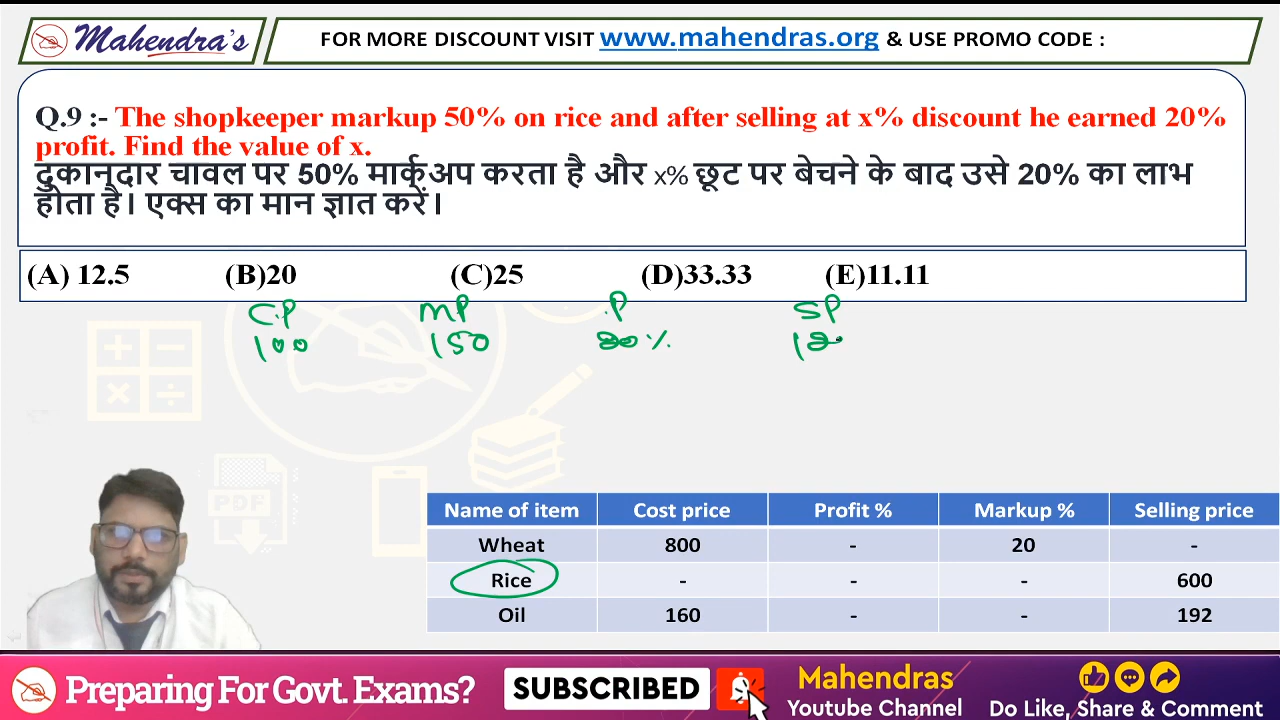 Mahendra's
FOR MORE DISCOUNT VISIT www.mahendras.org & USE PROMO CODE :
Q.9 :- The shopkeeper markup 50% on rice and after selling at x% discount he earned 20%
profit. Find the value of x.
दुकानदार चावल पर 50% मार्कअप करता है और x% छूट पर बेचने के बाद उसे 20% का लाभ
होता है। एक्स का मान ज्ञात करें।
(A) 12.5 (B)20 (C)25 (D)33.33 (E)11.11
C.P MP .P SP
100 150 20% 120
PDF
Name of item Cost price Profit % Markup % Selling price
Wheat 800 - 20 -
Rice - - - 600
Oil 160 - - 192
Preparing For Govt. Exams?
SUBSCRIBED
Mahendras
Youtube Channel
Do Like, Share & Comment